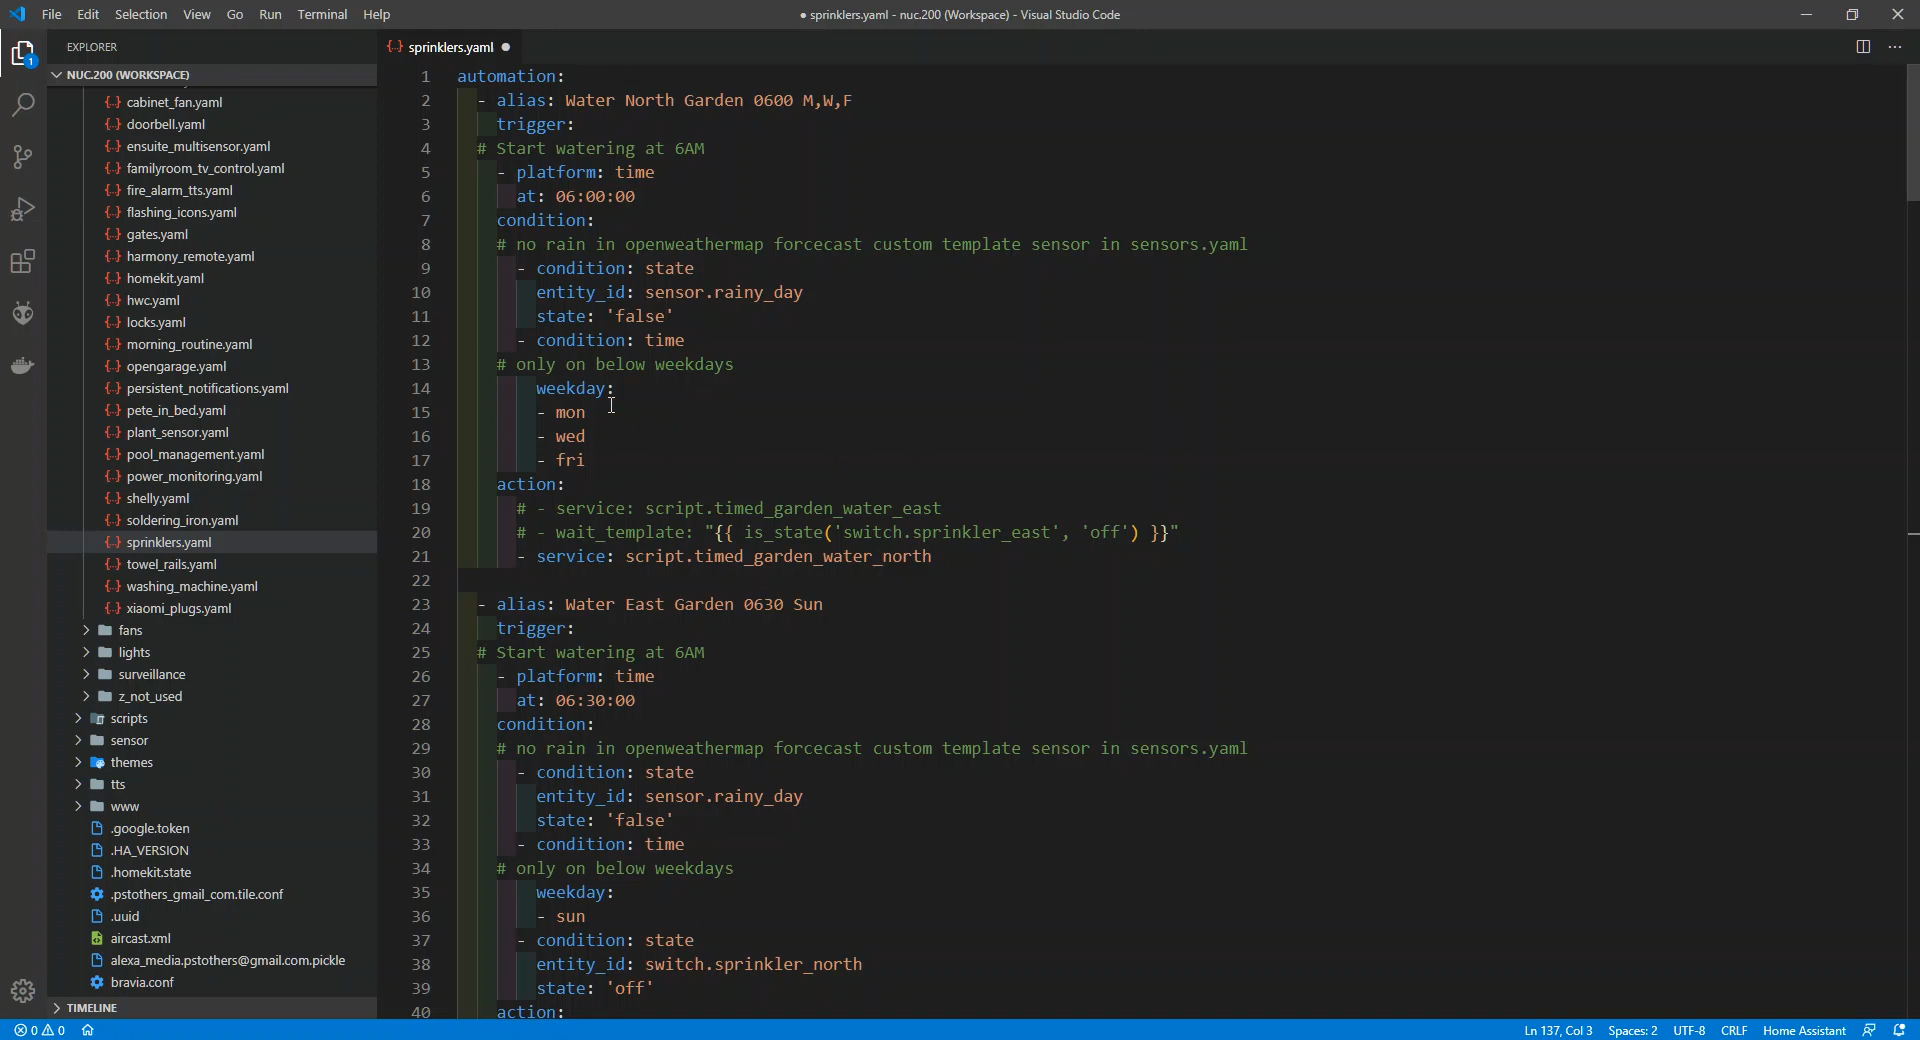 File Edit Selection View Go Run Terminal Help
● sprinklers.yaml - nuc.200 (Workspace) - Visual Studio Code
EXPLORER
NUC.200 (WORKSPACE)
cabinet_fan.yaml
doorbell.yaml
ensuite_multisensor.yaml
familyroom_tv_control.yaml
fire_alarm_tts.yaml
flashing_icons.yaml
gates.yaml
harmony_remote.yaml
homekit.yaml
hwc.yaml
locks.yaml
morning_routine.yaml
opengarage.yaml
persistent_notifications.yaml
pete_in_bed.yaml
plant_sensor.yaml
pool_management.yaml
power_monitoring.yaml
shelly.yaml
soldering_iron.yaml
sprinklers.yaml
towel_rails.yaml
washing_machine.yaml
xiaomi_plugs.yaml
fans
lights
surveillance
z_not_used
scripts
sensor
themes
tts
www
.google.token
.HA_VERSION
.homekit.state
.pstothers_gmail_com.tile.conf
.uuid
aircast.xml
alexa_media.pstothers@gmail.com.pickle
bravia.conf
TIMELINE
1
{..} sprinklers.yaml ●
1 automation:
2 - alias: Water North Garden 0600 M,W,F
3 trigger:
4 # Start watering at 6AM
5 - platform: time
6 at: 06:00:00
7 condition:
8 # no rain in openweathermap forcecast custom template sensor in sensors.yaml
9 - condition: state
10 entity_id: sensor.rainy_day
11 state: 'false'
12 - condition: time
13 # only on below weekdays
14 weekday:
15 - mon
16 - wed
17 - fri
18 action:
19 # - service: script.timed_garden_water_east
20 # - wait_template: "{{ is_state('switch.sprinkler_east', 'off') }}"
21 - service: script.timed_garden_water_north
22
23 - alias: Water East Garden 0630 Sun
24 trigger:
25 # Start watering at 6AM
26 - platform: time
27 at: 06:30:00
28 condition:
29 # no rain in openweathermap forcecast custom template sensor in sensors.yaml
30 - condition: state
31 entity_id: sensor.rainy_day
32 state: 'false'
33 - condition: time
34 # only on below weekdays
35 weekday:
36 - sun
37 - condition: state
38 entity_id: switch.sprinkler_north
39 state: 'off'
40 action:
0 0
Ln 137, Col 3 Spaces: 2 UTF-8 CRLF Home Assistant